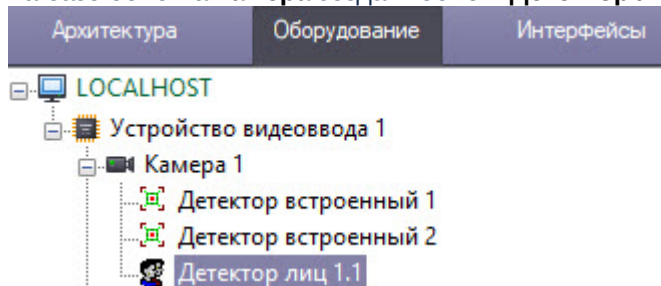 Архитектура Оборудование Интерфейсы
LOCALHOST
Устройство видеоввода 1
Камера 1
Детектор встроенный 1
Детектор встроенный 2
Детектор лиц 1.1